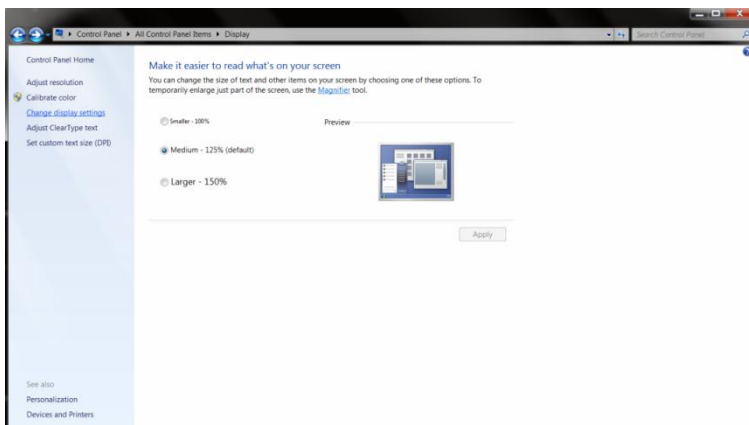 Control Panel ▸ All Control Panel Items ▸ Display
Search Control Panel
Control Panel Home
Adjust resolution
Calibrate color
Change display settings
Adjust ClearType text
Set custom text size (DPI)
Make it easier to read what's on your screen
You can change the size of text and other items on your screen by choosing one of these options. To
temporarily enlarge just part of the screen, use the Magnifier tool.
Smaller - 100%
Preview
Medium - 125% (default)
Larger - 150%
Apply
See also
Personalization
Devices and Printers